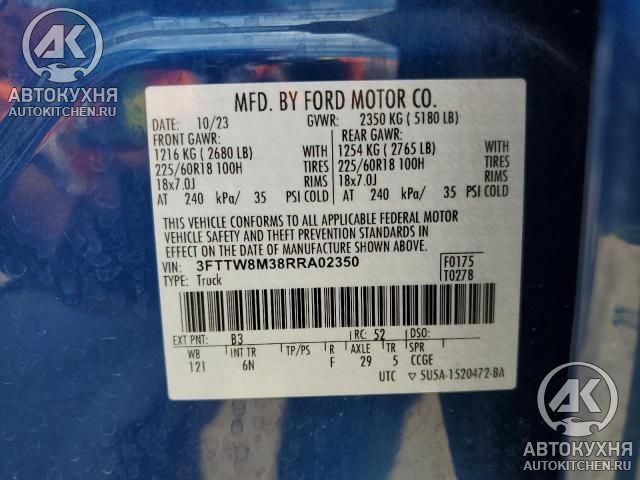 AK
АВТОКУХНЯ
AUTOKITCHEN.RU
MFD. BY FORD MOTOR CO.
DATE: 10/23 GVWR: 2350 KG ( 5180 LB)
FRONT GAWR: REAR GAWR:
1216 KG ( 2680 LB) WITH 1254 KG ( 2765 LB) WITH
225/60R18 100H TIRES 225/60R18 100H TIRES
18x7.0J RIMS 18x7.0J RIMS
AT 240 kPa/ 35 PSI COLD AT 240 kPa/ 35 PSI COLD
THIS VEHICLE CONFORMS TO ALL APPLICABLE FEDERAL MOTOR
VEHICLE SAFETY AND THEFT PREVENTION STANDARDS IN
EFFECT ON THE DATE OF MANUFACTURE SHOWN ABOVE.
VIN: 3FTTW8M38RRA02350 F0175
TYPE: Truck T0278
EXT PNT: B3 RC: 52 DSO:
WB INT TR TP/PS R AXLE TR SPR
121 6N F 29 5 CCGE
UTC ▽ 5U5A-1520472-BA
AK
АВТОКУХНЯ
AUTOKITCHEN.RU